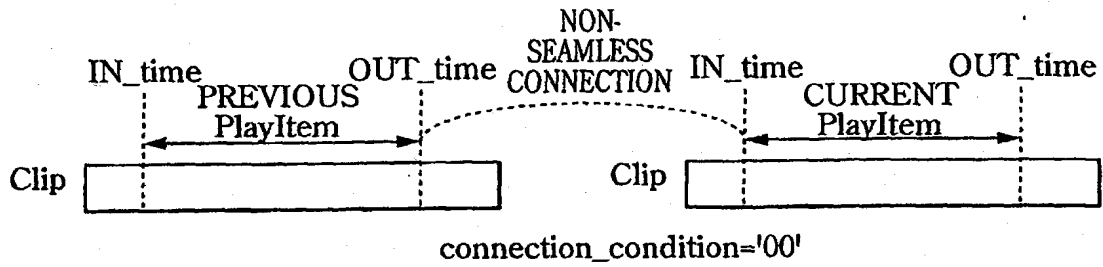 NON-
SEAMLESS
CONNECTION
IN_time
OUT_time
IN_time
OUT_time
PREVIOUS
PlayItem
CURRENT
PlayItem
Clip
Clip
connection_condition='00'